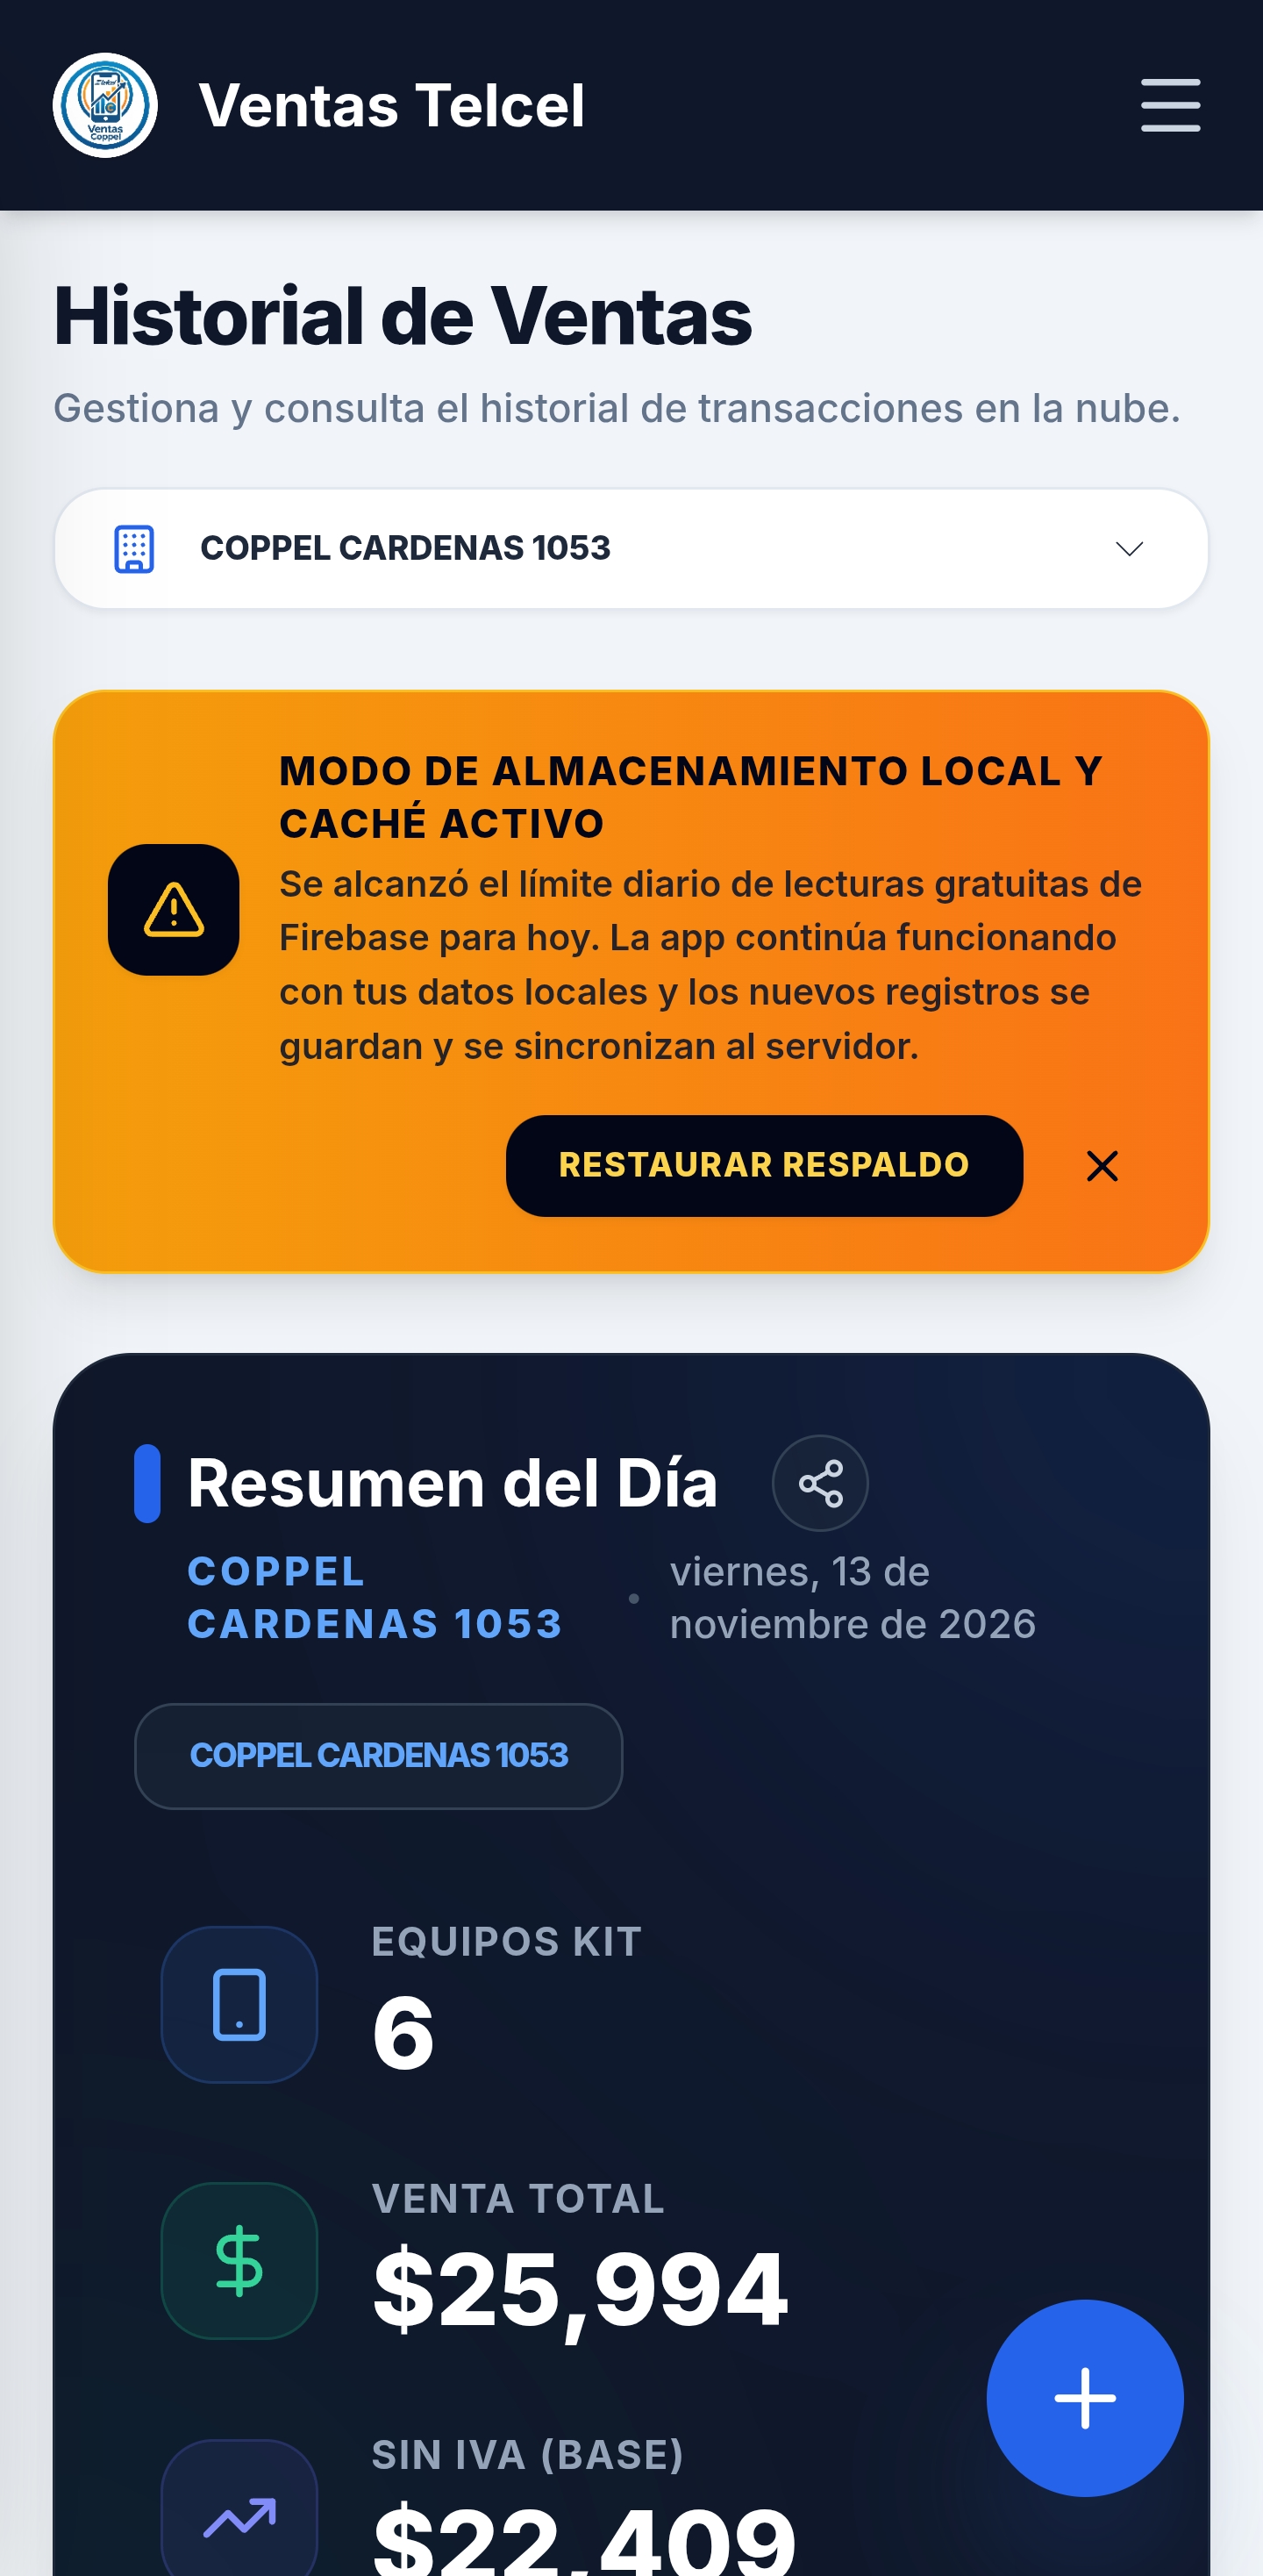 Ventas
Coppel
Ventas Telcel
Historial de Ventas
Gestiona y consulta el historial de transacciones en la nube.
COPPEL CARDENAS 1053
MODO DE ALMACENAMIENTO LOCAL Y
CACHÉ ACTIVO
Se alcanzó el límite diario de lecturas gratuitas de
Firebase para hoy. La app continúa funcionando
con tus datos locales y los nuevos registros se
guardan y se sincronizan al servidor.
RESTAURAR RESPALDO
Resumen del Día
COPPEL
CARDENAS 1053
•
viernes, 13 de
noviembre de 2026
COPPEL CARDENAS 1053
EQUIPOS KIT
6
VENTA TOTAL
$25,994
SIN IVA (BASE)
$22,409